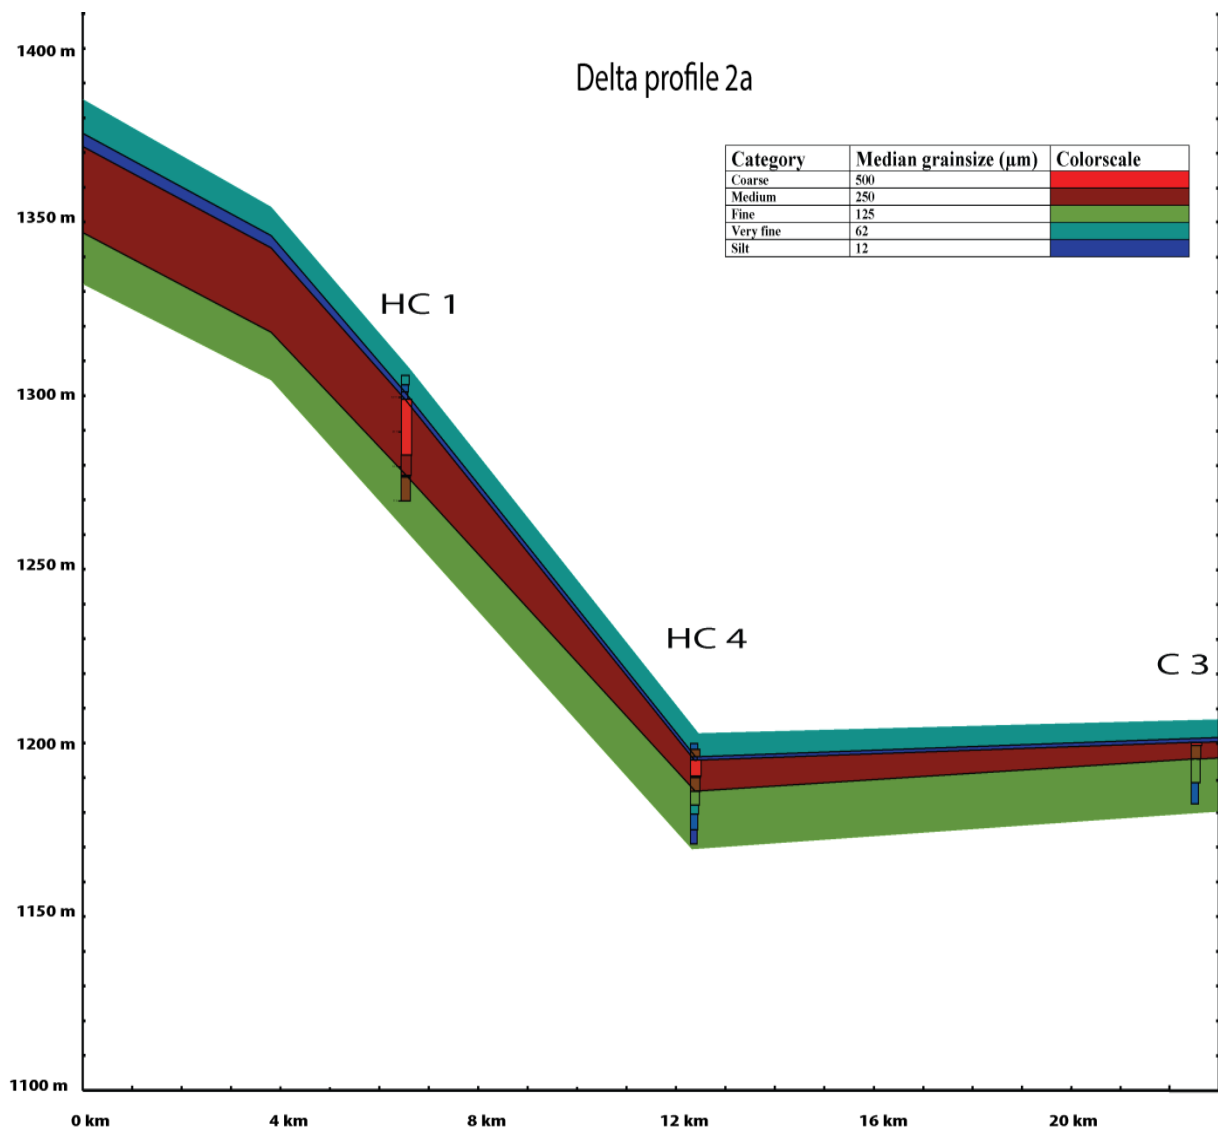 1400 m
Delta profile 2a
Category Median grainsize (µm) Colorscale
Coarse 500
Medium 250
Fine 125
Very fine 62
Silt 12
1350 m
HC 1
1300 m
1250 m
HC 4
C 3
1200 m
1150 m
1100 m
0 km 4 km 8 km 12 km 16 km 20 km